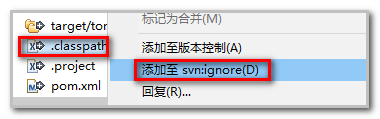 标记为合并(M)
target/tom
.classpath
添加至版本控制(A)
.project
添加至 svn:ignore(D)
pom.xml
回复(R)...